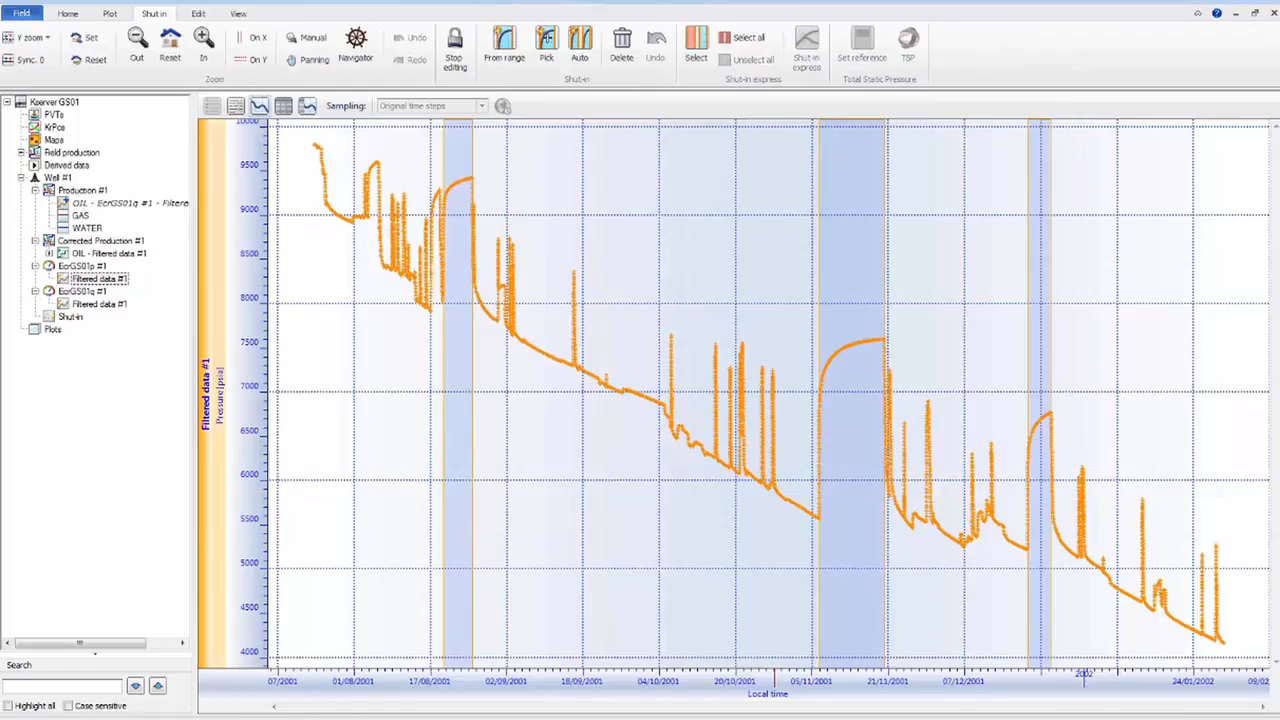 Field Home Plot Shut in Edit View
Y zoom Set On X Manual Undo Select all
Sync. 0 Reset Out Reset In On Y Panning Navigator Redo Stop editing From range Pick Auto Delete Undo Select Unselect all Shut-in express Set reference TSP
Zoom Shut-in Shut-in express Total Static Pressure
Keerver GS01
PVTs
KrPcs
Maps
Field production
Derived data
Well #1
Production #1
OIL - EcrGS01q #1 - Filtere
GAS
WATER
Corrected Production #1
OIL - Filtered data #1
EcrGS01p #1
Filtered data #1
EcrGS01q #1
Filtered data #1
Shut-in
Plots
Search
Highlight all Case sensitive
Sampling: Original time steps
Filtered data #1
Pressure [psia]
10000
9500
9000
8500
8000
7500
7000
6500
6000
5500
5000
4500
4000
07/2001 01/08/2001 17/08/2001 02/09/2001 18/09/2001 04/10/2001 20/10/2001 05/11/2001 21/11/2001 07/12/2001 2002 24/01/2002 09/02
Local time